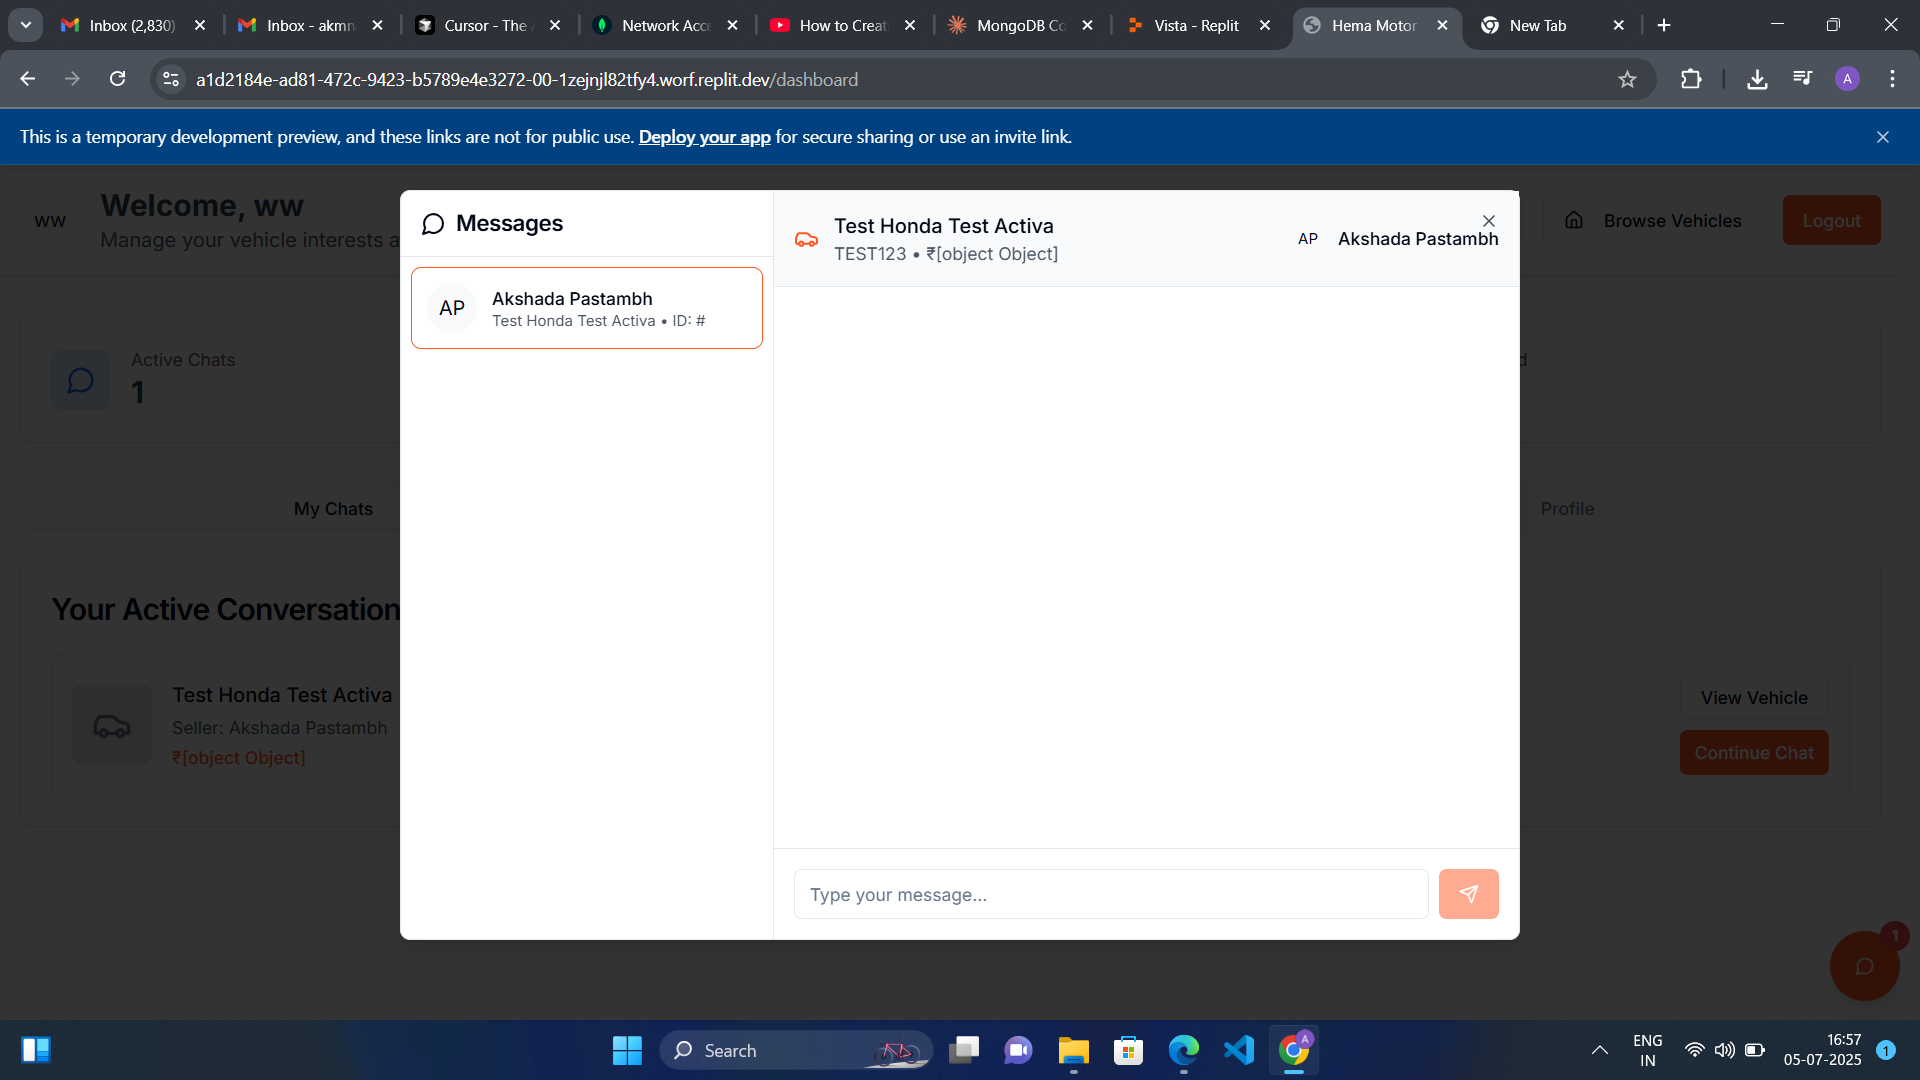 Inbox (2,830)
Inbox - akmn
Cursor - The A
Network Acce
How to Creat
MongoDB Co
Vista - Replit
Hema Motor
New Tab
a1d2184e-ad81-472c-9423-b5789e4e3272-00-1zejnjl82tfy4.worf.replit.dev/dashboard
A
This is a temporary development preview, and these links are not for public use. Deploy your app for secure sharing or use an invite link.
WW
Welcome, ww
Manage your vehicle interests a
Browse Vehicles
Logout
Messages
Test Honda Test Activa
TEST123 • ₹[object Object]
AP
Akshada Pastambh
AP
Akshada Pastambh
Test Honda Test Activa • ID: #
Active Chats
1
d
My Chats
Profile
Your Active Conversation
Test Honda Test Activa
Seller: Akshada Pastambh
₹[object Object]
View Vehicle
Continue Chat
Type your message...
1
Search
A
ENG
IN
16:57
05-07-2025
1